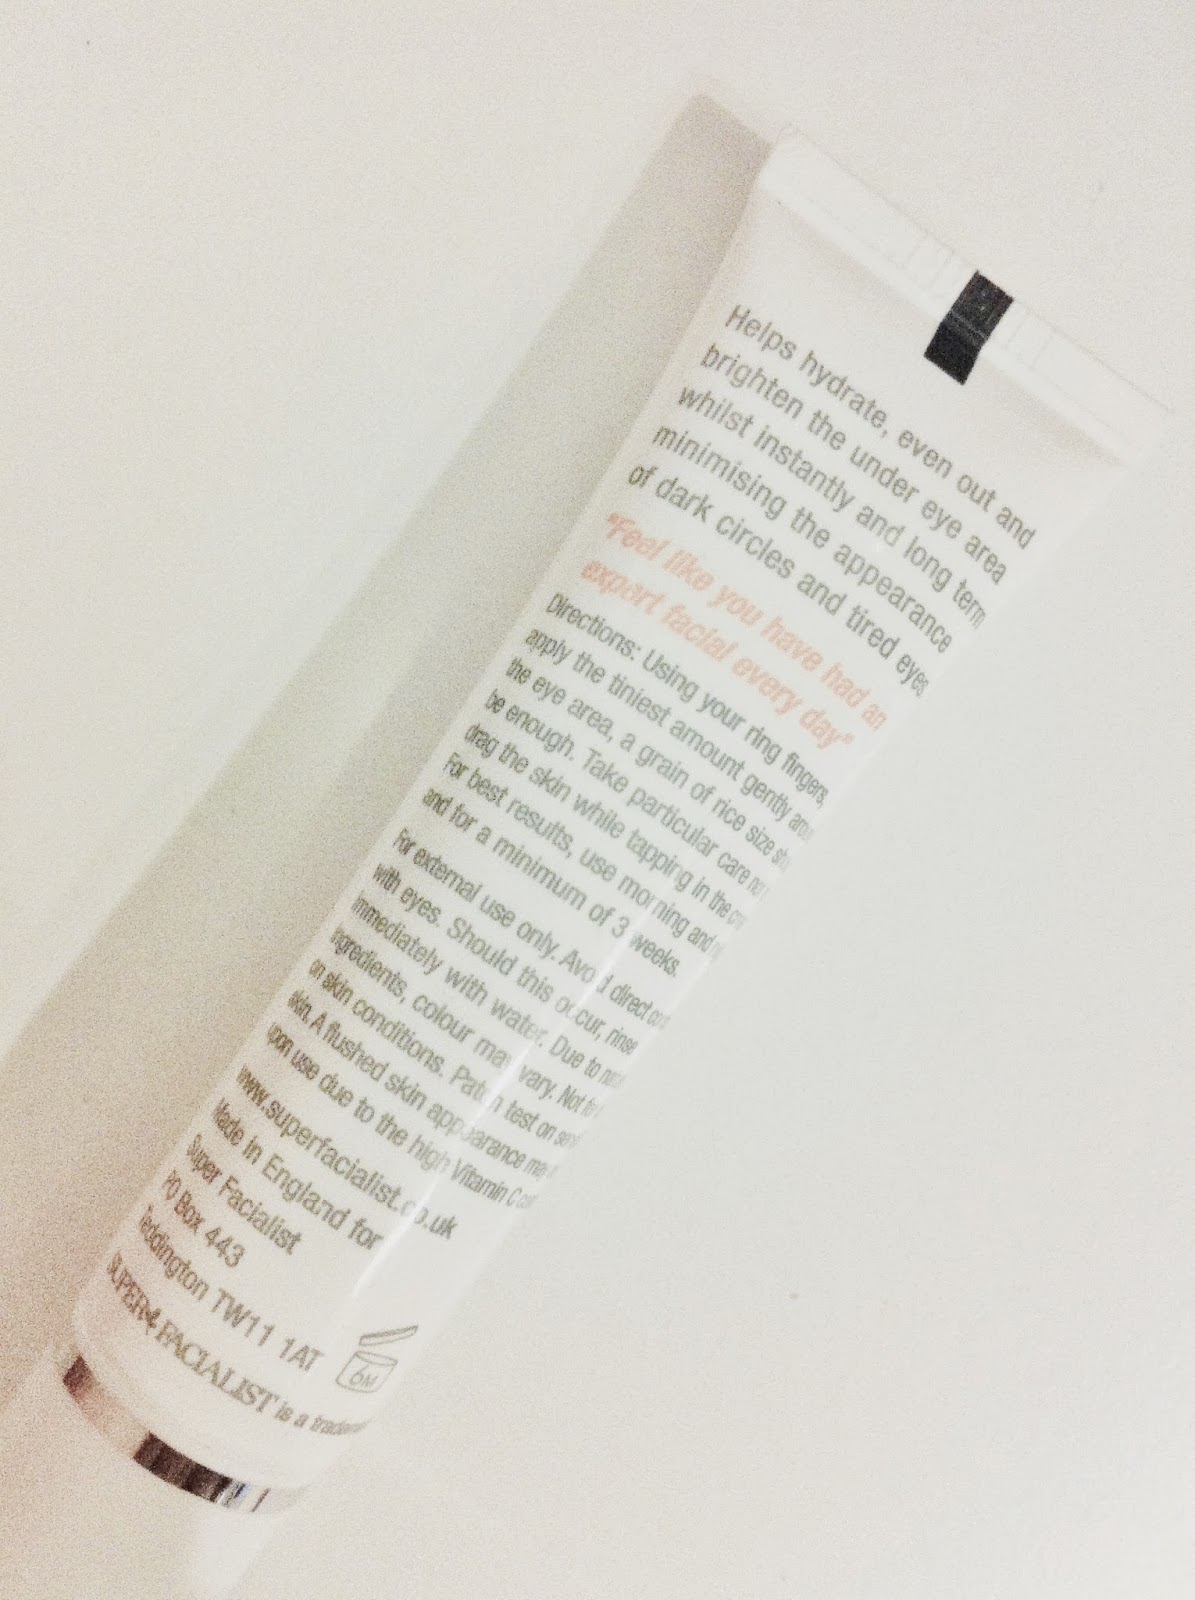 Helps hydrate, even out and
brighten the under eye area
whilst instantly and long term
minimising the appearance
of dark circles and tired eyes
"Feel like you have had an
expert facial every day"
Directions: Using your ring fingers,
apply the tiniest amount gently
the eye area, a grain of rice size
be enough. Take particular care
drag the skin while tapping in the
For best results, use morning and
and for a minimum of 3 weeks.
For external use only. Avoid direct
with eyes. Should this occur, rinse
immediately with water. Due to
ingredients, colour may vary. Not
on skin conditions. Patch test on
skin. A flushed skin appearance may
upon use due to the high Vitamin C
www.superfacialist.co.uk
Made in England for
Super Facialist
PO Box 443
Teddington TW11 1AT
6M
SUPER FACIALIST is a